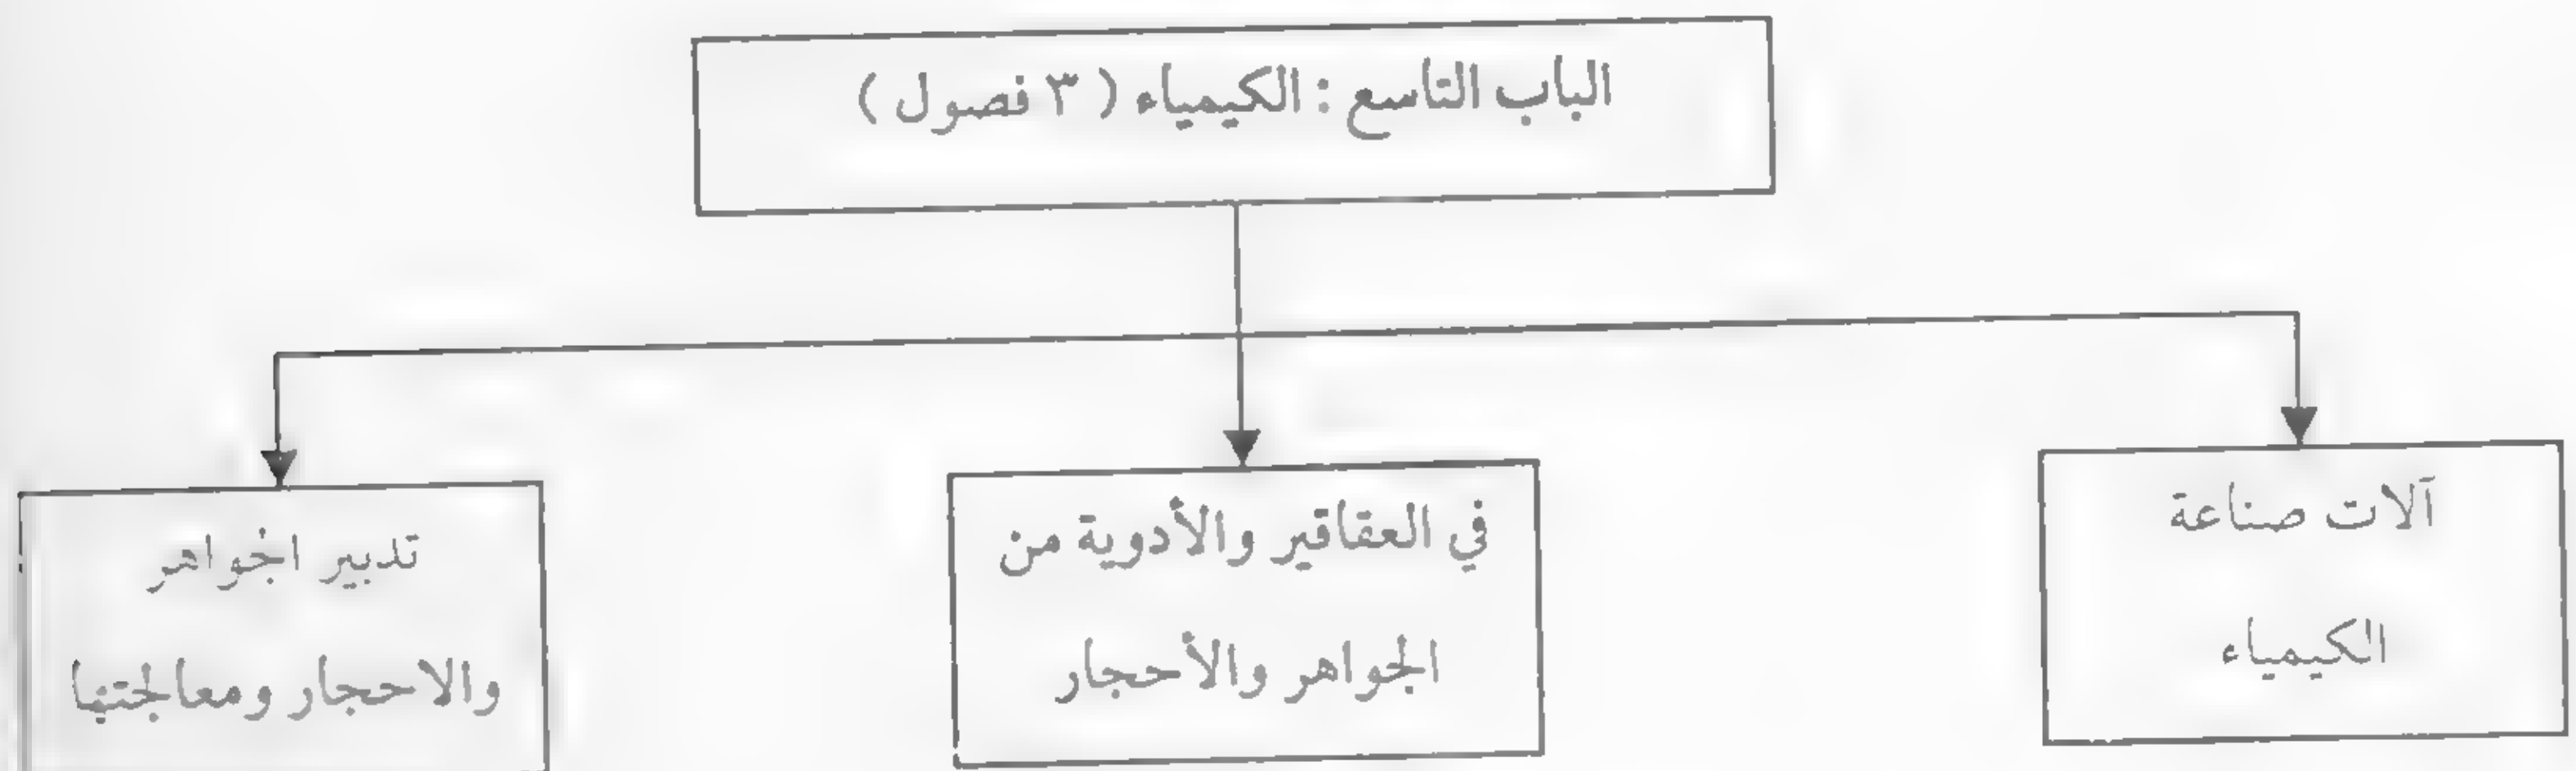 الباب التاسع : الكيمياء ( ٣ فصول )
آلات صناعة
الكيمياء
في العقاقير والأدوية من
الجواهر والأحجار
تدبير الجواهر
والاحجار ومعالجتها